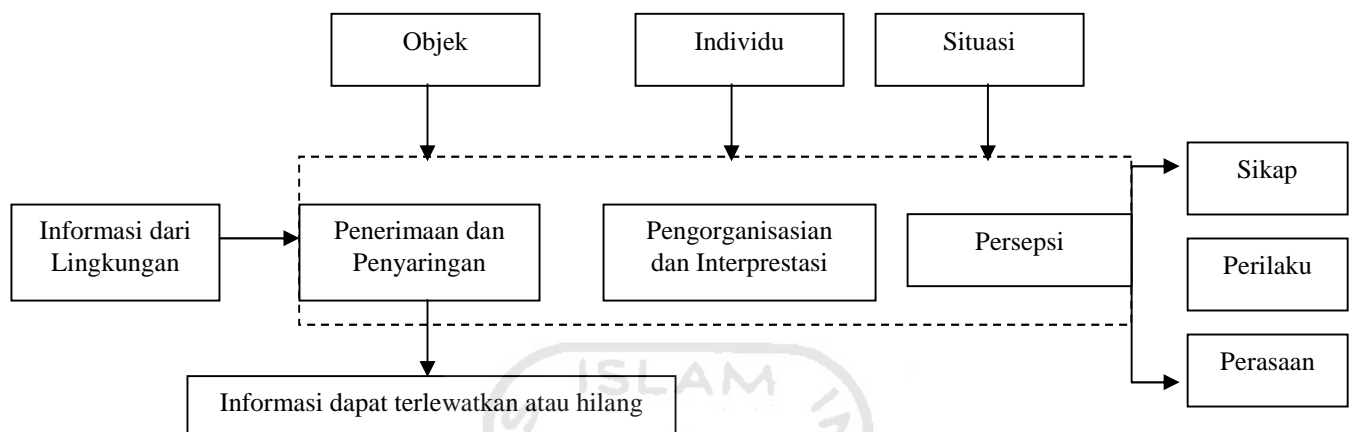 Objek
Individu
Situasi
Sikap
Informasi dari
Lingkungan
Penerimaan dan
Penyaringan
Pengorganisasian
dan Interprestasi
Persepsi
Perilaku
Perasaan
Informasi dapat terlewatkan atau hilang
ISLAM